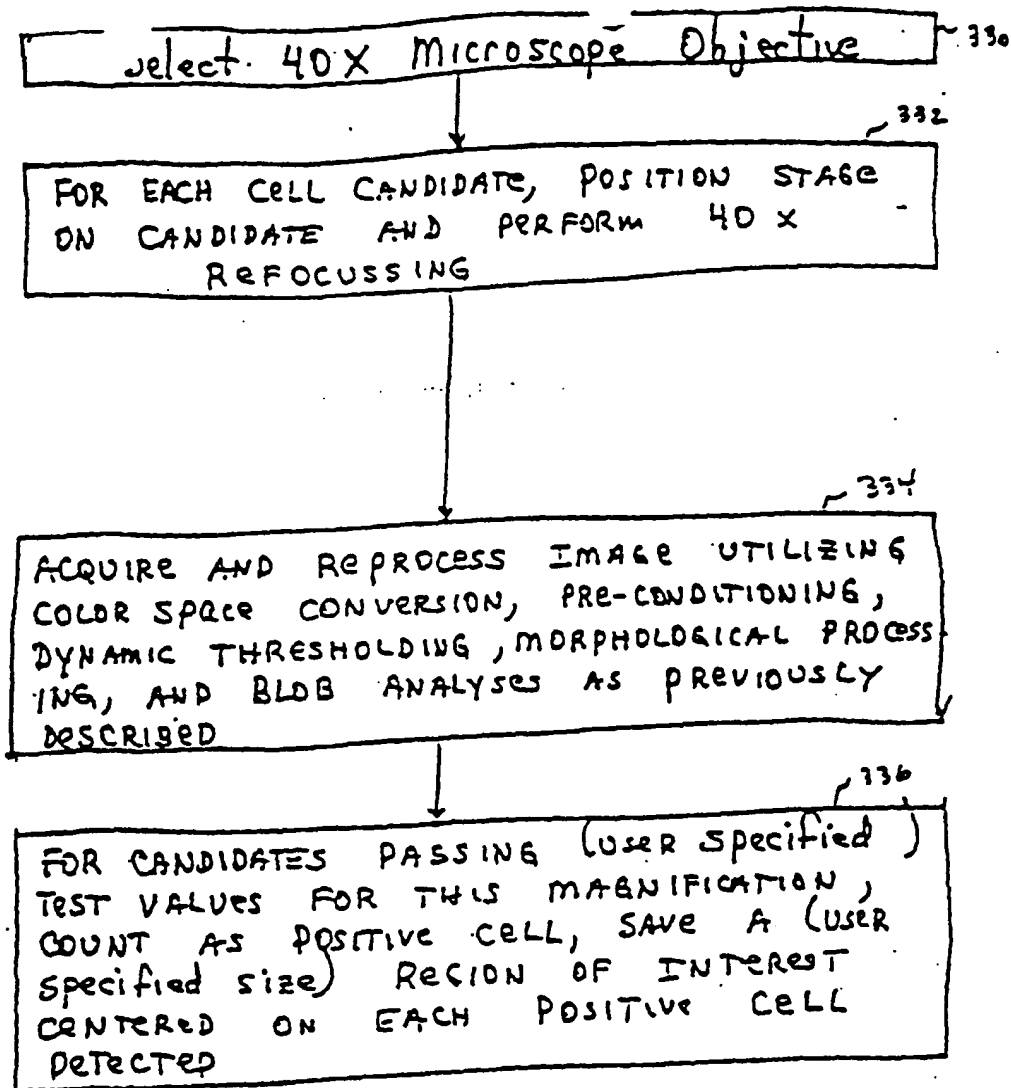 select 40X Microscope Objective
330
332
FOR EACH CELL CANDIDATE, POSITION STAGE
ON CANDIDATE AND PERFORM 40 X
REFOCUSSING
334
ACQUIRE AND REPROCESS IMAGE UTILIZING
COLOR SPACE CONVERSION, PRE-CONDITIONING,
DYNAMIC THRESHOLDING, MORPHOLOGICAL PROCESS
ING, AND BLOB ANALYSES AS PREVIOUSLY
DESCRIBED
336
FOR CANDIDATES PASSING (USER SPECIFIED)
TEST VALUES FOR THIS MAGNIFICATION,
COUNT AS POSITIVE CELL, SAVE A (USER
SPECIFIED SIZE) REGION OF INTEREST
CENTERED ON EACH POSITIVE CELL
DETECTED